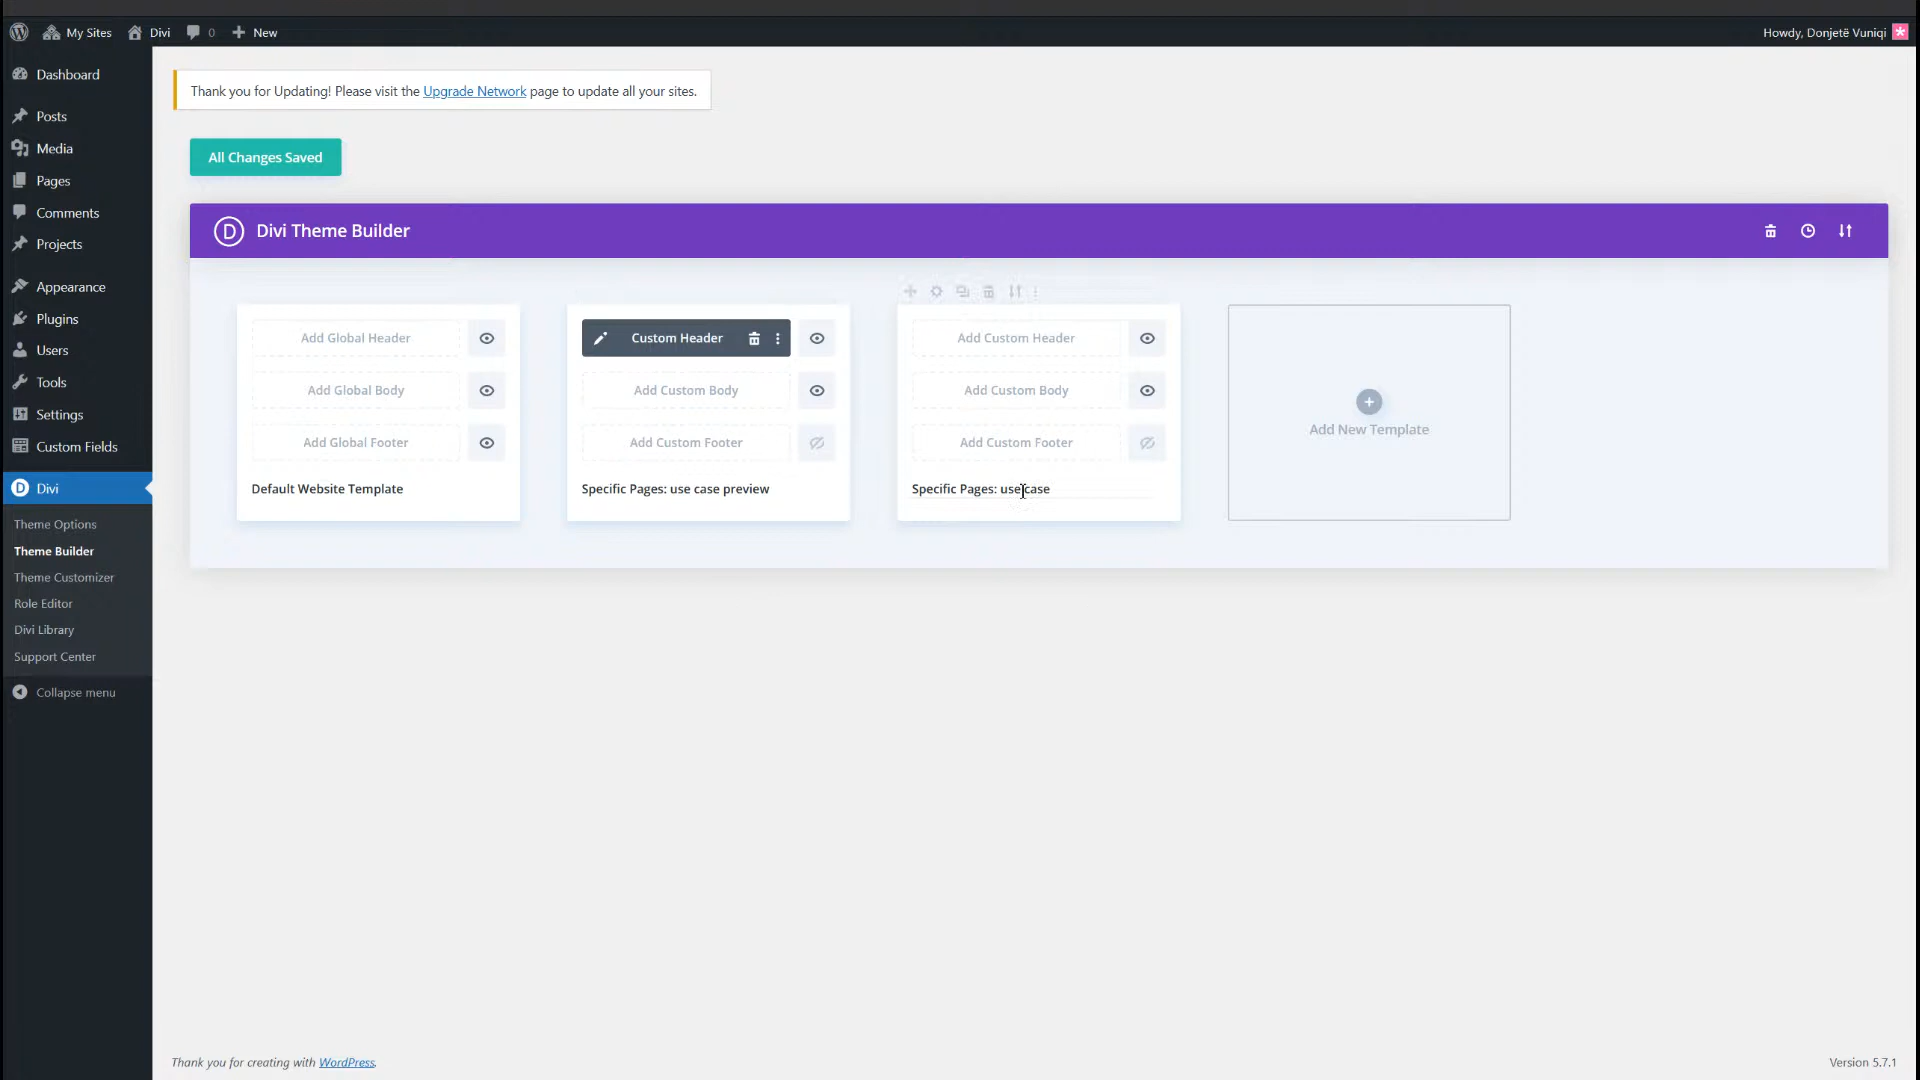 My Sites
Divi
0
New
Howdy, Donjetë Vuniqi
Dashboard
Posts
Media
Pages
Comments
Projects
Appearance
Plugins
Users
Tools
Settings
Custom Fields
Divi
Theme Options
Theme Builder
Theme Customizer
Role Editor
Divi Library
Support Center
Collapse menu
Thank you for Updating! Please visit the Upgrade Network page to update all your sites.
All Changes Saved
D Divi Theme Builder
Add Global Header
Add Global Body
Add Global Footer
Default Website Template
Custom Header
Add Custom Body
Add Custom Footer
Specific Pages: use case preview
Add Custom Header
Add Custom Body
Add Custom Footer
Specific Pages: use case
Add New Template
Thank you for creating with WordPress.
Version 5.7.1